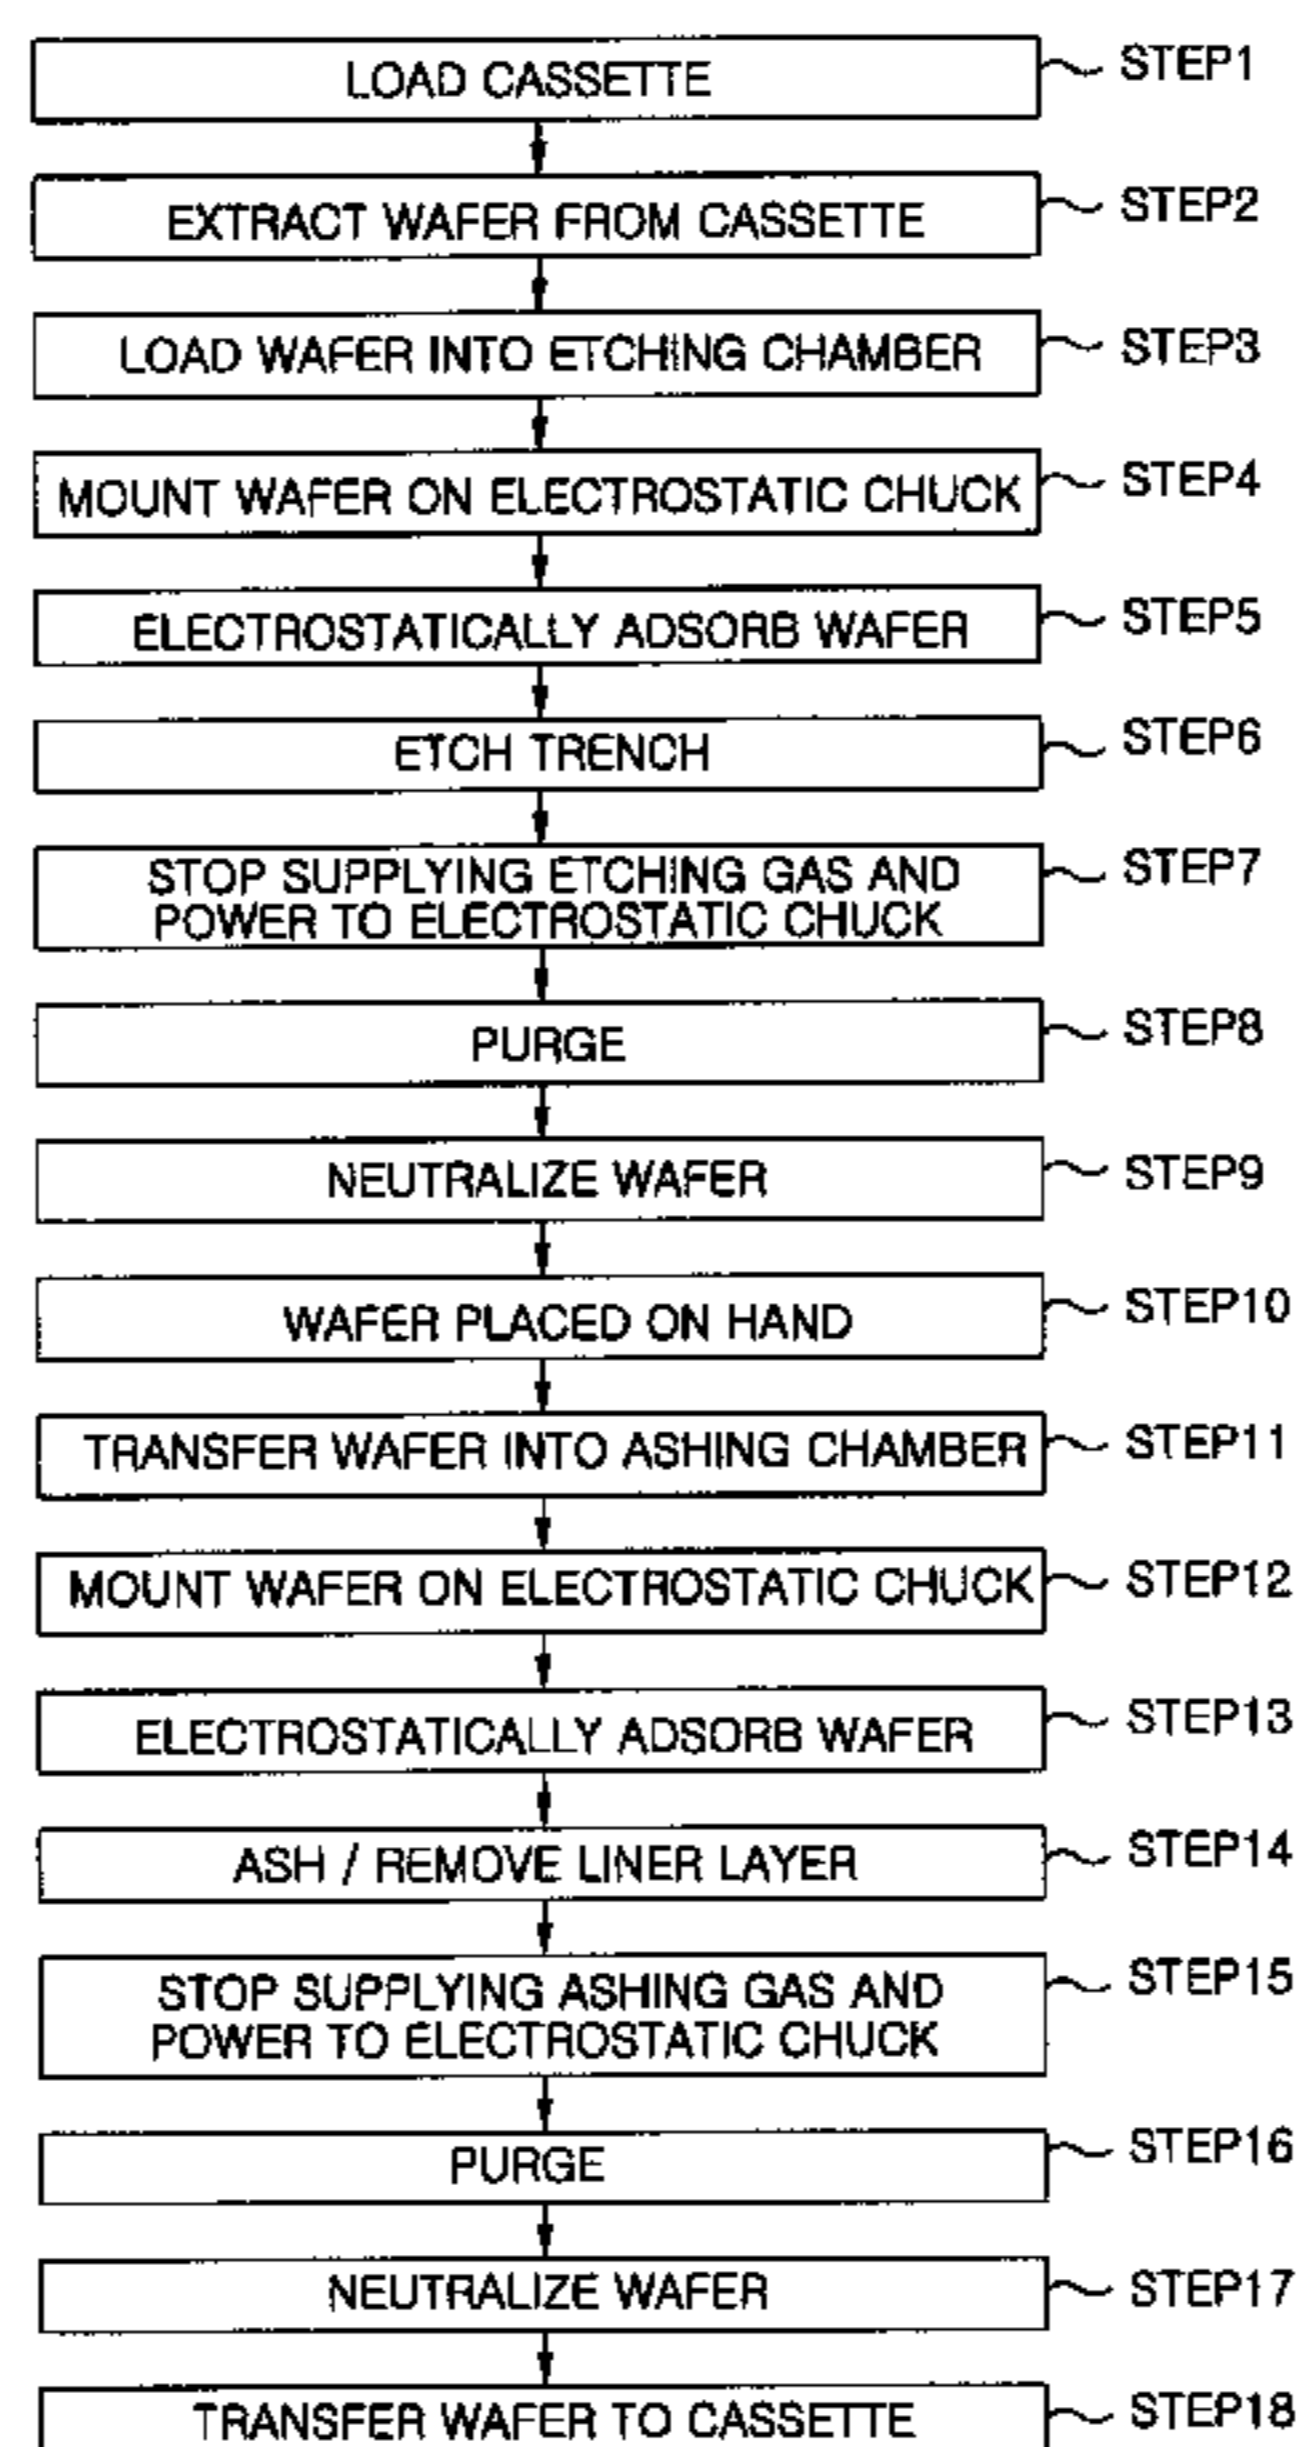 LOAD CASSETTE STEP1
EXTRACT WAFER FROM CASSETTE STEP2
LOAD WAFER INTO ETCHING CHAMBER STEP3
MOUNT WAFER ON ELECTROSTATIC CHUCK STEP4
ELECTROSTATICALLY ADSORB WAFER STEP5
ETCH TRENCH STEP6
STOP SUPPLYING ETCHING GAS AND STEP7
POWER TO ELECTROSTATIC CHUCK
PURGE STEP8
NEUTRALIZE WAFER STEP9
WAFER PLACED ON HAND STEP10
TRANSFER WAFER INTO ASHING CHAMBER STEP11
MOUNT WAFER ON ELECTROSTATIC CHUCK STEP12
ELECTROSTATICALLY ADSORB WAFER STEP13
ASH / REMOVE LINER LAYER STEP14
STOP SUPPLYING ASHING GAS AND STEP15
POWER TO ELECTROSTATIC CHUCK
PURGE STEP16
NEUTRALIZE WAFER STEP17
TRANSFER WAFER TO CASSETTE STEP18